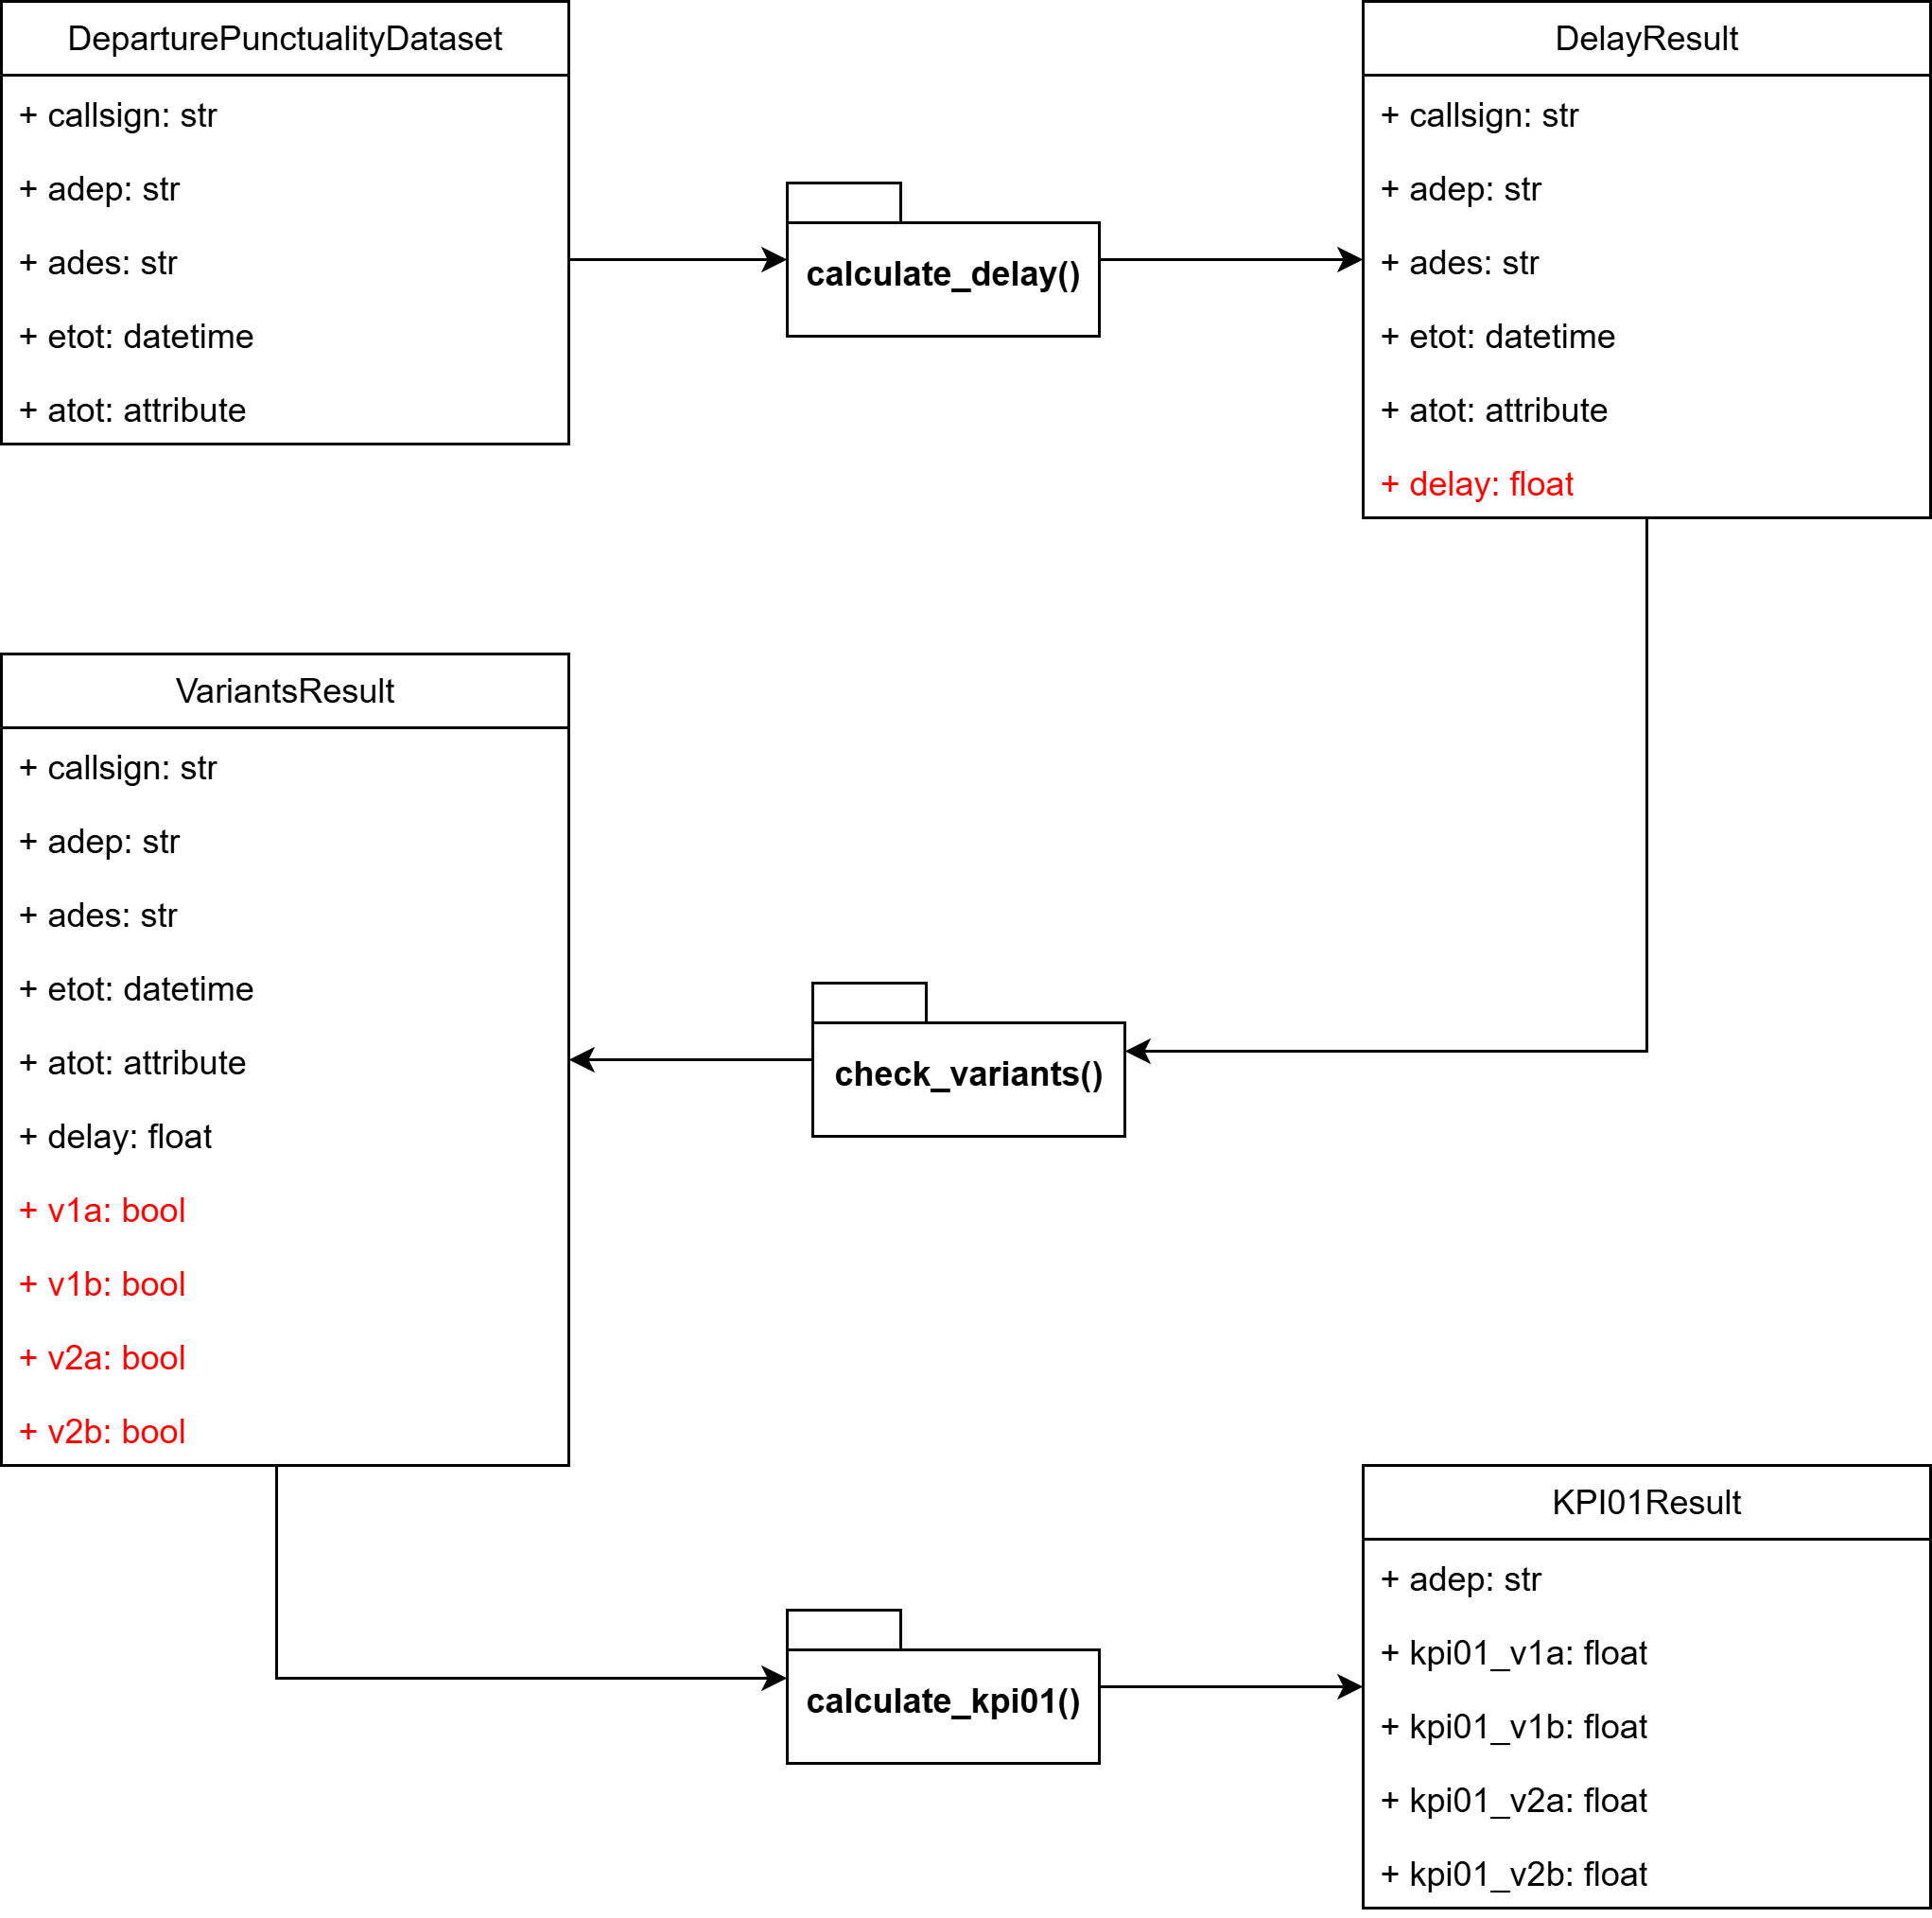 DeparturePunctualityDataset
+ callsign: str
+ adep: str
+ ades: str
+ etot: datetime
+ atot: attribute
calculate_delay()
DelayResult
+ callsign: str
+ adep: str
+ ades: str
+ etot: datetime
+ atot: attribute
+ delay: float
check_variants()
VariantsResult
+ callsign: str
+ adep: str
+ ades: str
+ etot: datetime
+ atot: attribute
+ delay: float
+ v1a: bool
+ v1b: bool
+ v2a: bool
+ v2b: bool
calculate_kpi01()
KPI01Result
+ adep: str
+ kpi01_v1a: float
+ kpi01_v1b: float
+ kpi01_v2a: float
+ kpi01_v2b: float